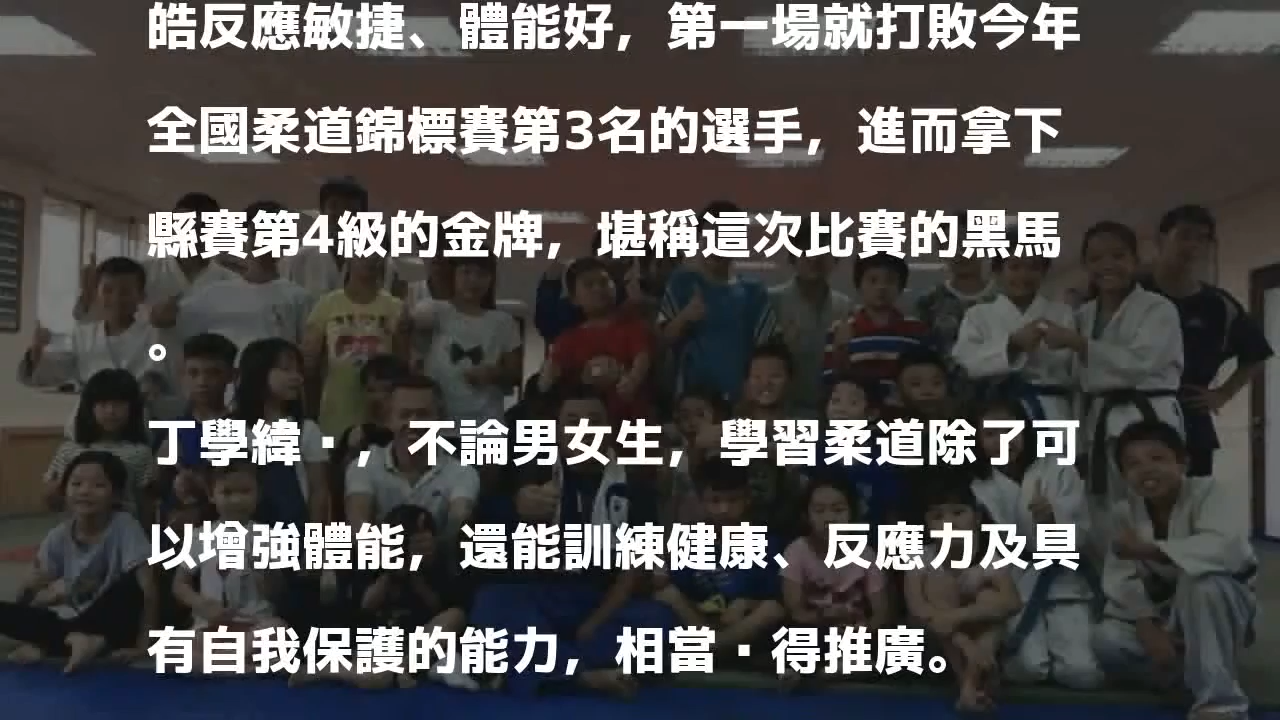 皓反應敏捷、體能好，第一場就打敗今年
全國柔道錦標賽第3名的選手，進而拿下
縣賽第4級的金牌，堪稱這次比賽的黑馬
。
丁學緯·，不論男女生，學習柔道除了可
以增強體能，還能訓練健康、反應力及具
有自我保護的能力，相當·得推廣。